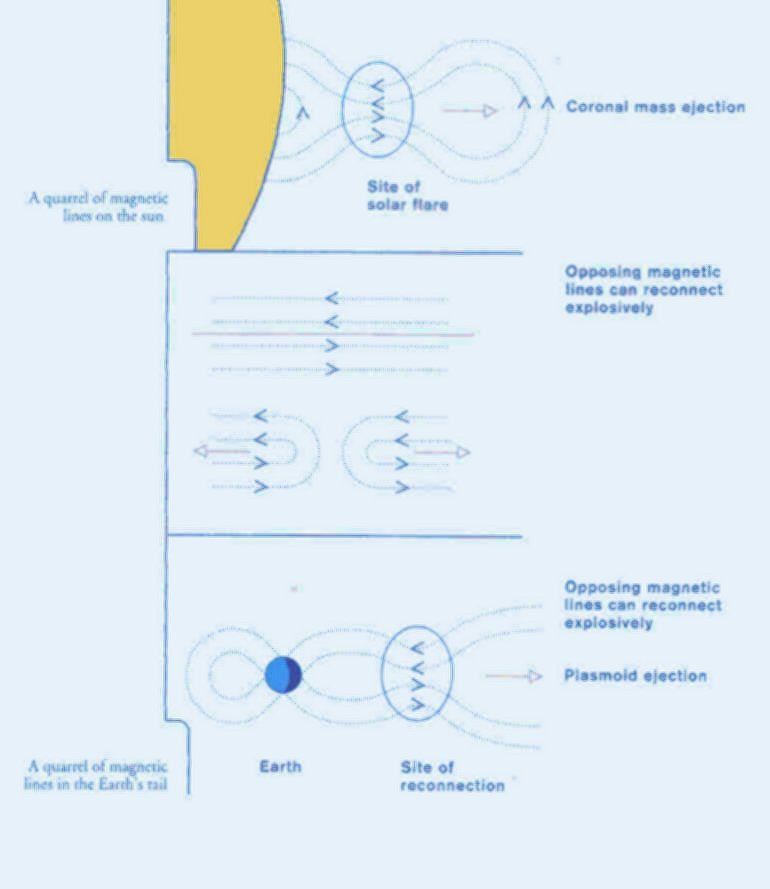 Coronal mass ejection
Site of
solar flare
A quarrel of magnetic
lines on the sun
Opposing magnetic
lines can reconnect
explosively
Opposing magnetic
lines can reconnect
explosively
Plasmoid ejection
Earth
Site of
reconnection
A quarrel of magnetic
lines in the Earth's tail